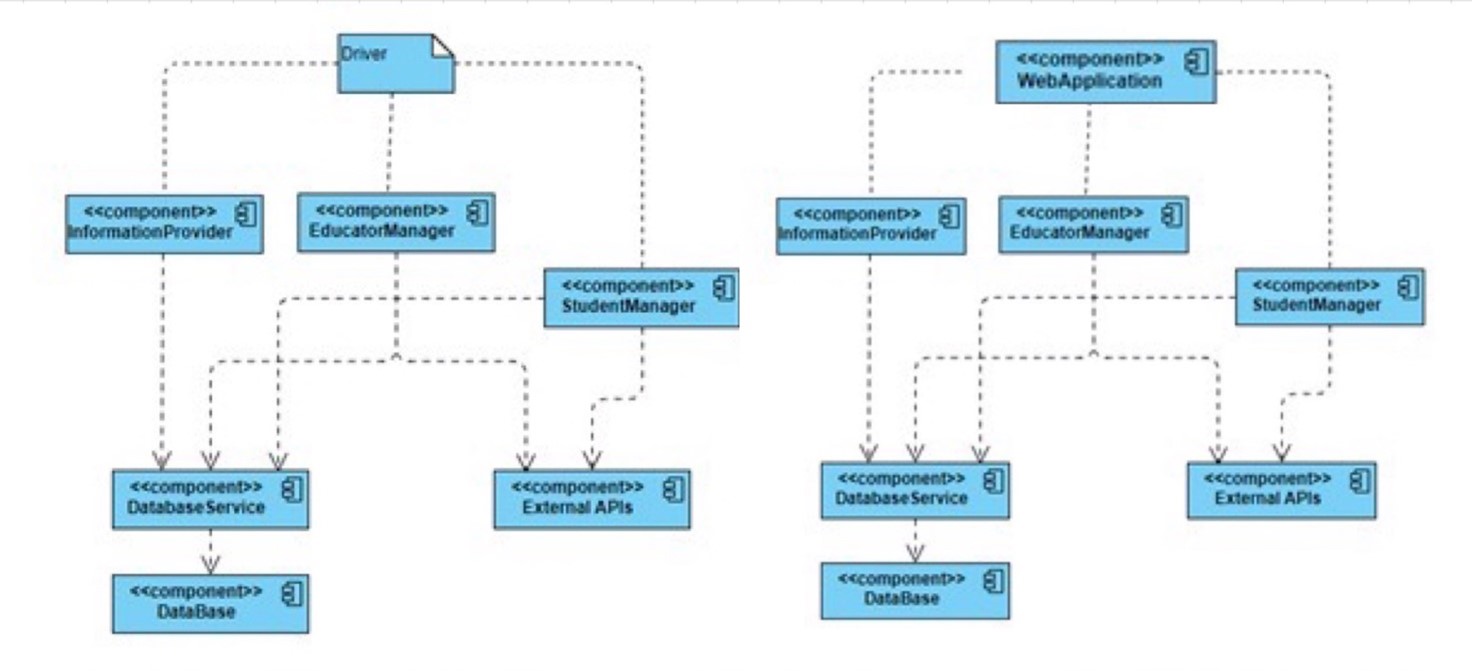 Driver
<<component>>
InformationProvider
<<component>>
EducatorManager
<<component>>
StudentManager
<<component>>
DatabaseService
<<component>>
External APIs
<<component>>
DataBase
<<component>>
WebApplication
<<component>>
InformationProvider
<<component>>
EducatorManager
<<component>>
StudentManager
<<component>>
DatabaseService
<<component>>
External APIs
<<component>>
DataBase